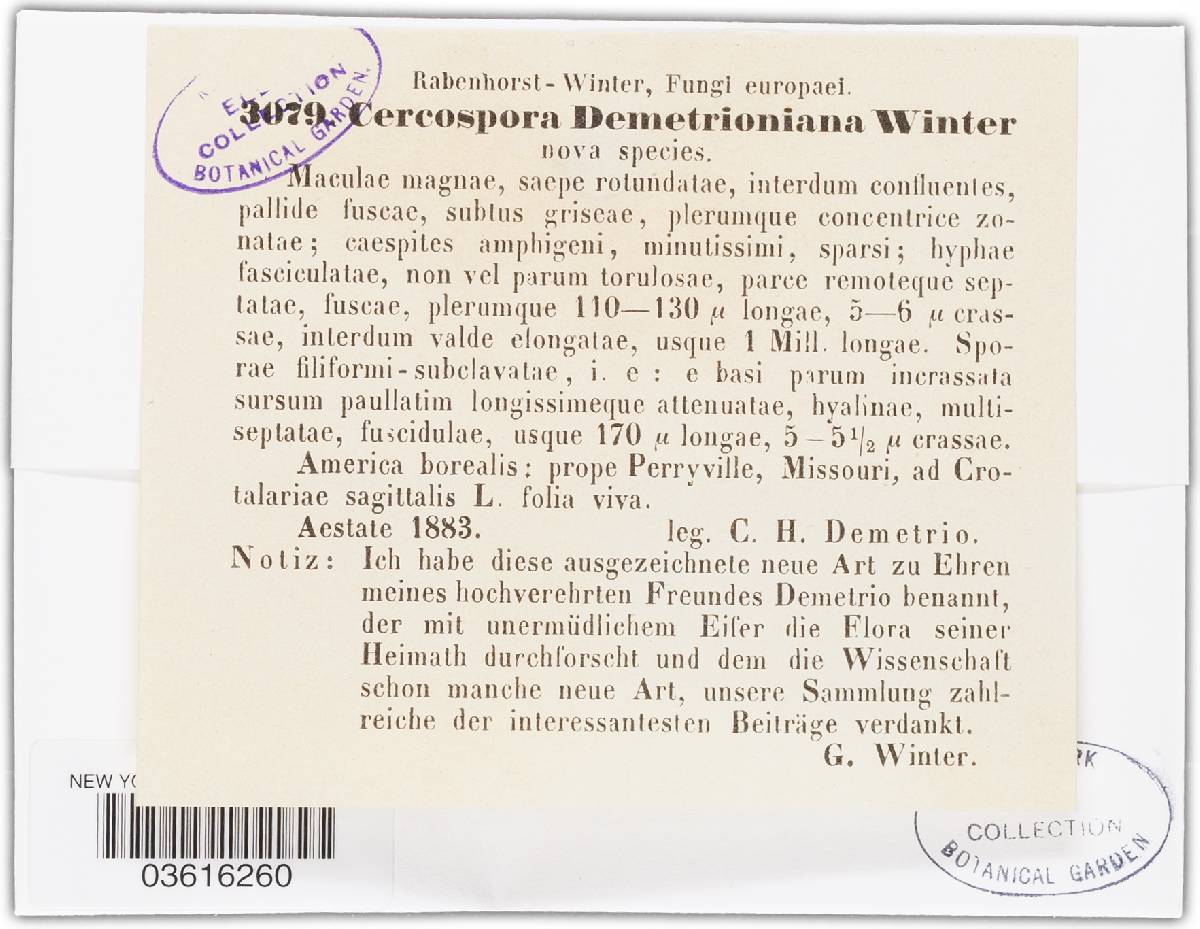 Rabenhorst-Winter, Fungi europaei.
3079. Cercospora Demetrioniana Winter
nova species.
Maculae magnae, saepe rotundatae, interdum confluentes,
pallide fuscae, subtus griseae, plerumque concentrice zo-
natae; caespites amphigeni, minutissimi, sparsi; hyphae
fasciculatae, non vel parum torulosae, parce remoteque sep-
tatae, fuscae, plerumque 110—130 µ longae, 5—6 µ cras-
sae, interdum valde elongatae, usque 1 Mill. longae. Spo-
rae filiformi-subclavatae, i. e: e basi parum incrassata
sursum paullatim longissimeque attenuatae, hyalinae, multi-
septatae, fuscidulae, usque 170 µ longae, 5–5½ µ crassae.
America borealis: prope Perryville, Missouri, ad Cro-
talariae sagittalis L. folia viva.
Aestate 1883. leg. C. H. Demetrio.
Notiz: Ich habe diese ausgezeichnete neue Art zu Ehren
meines hochverehrten Freundes Demetrio benannt,
der mit unermüdlichem Eifer die Flora seiner
Heimath durchforscht und dem die Wissenschaft
schon manche neue Art, unsere Sammlung zahl-
reiche der interessantesten Beiträge verdankt.
G. Winter.
COLLECTION
BOTANICAL GARDEN.
NEW YO
03616260
RK
COLLECTION
BOTANICAL GARDEN